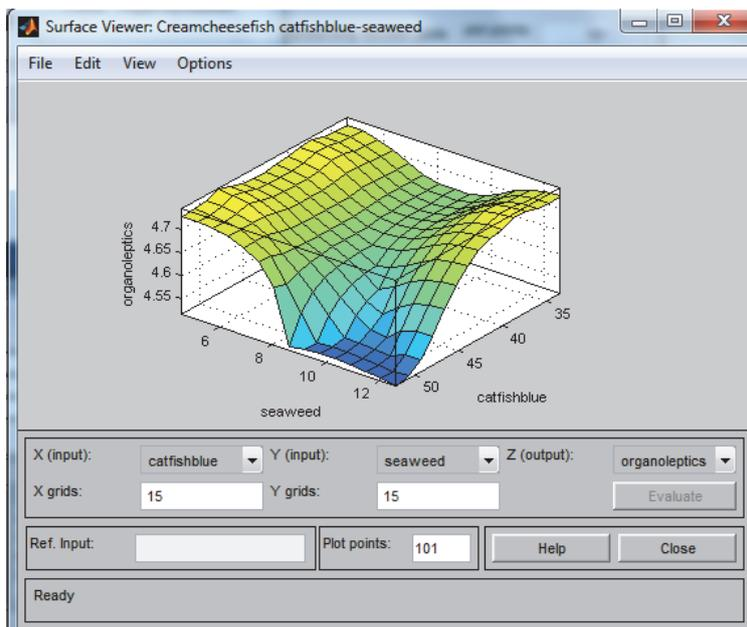 Surface Viewer: Creamcheesefish catfishblue-seaweed
File Edit View Options
organoleptics
4.7
4.65
4.6
4.55
6
8
10
12
seaweed
35
40
45
50
catfishblue
X (input): catfishblue Y (input): seaweed Z (output): organoleptics
X grids: 15 Y grids: 15 Evaluate
Ref. Input: Plot points: 101 Help Close
Ready